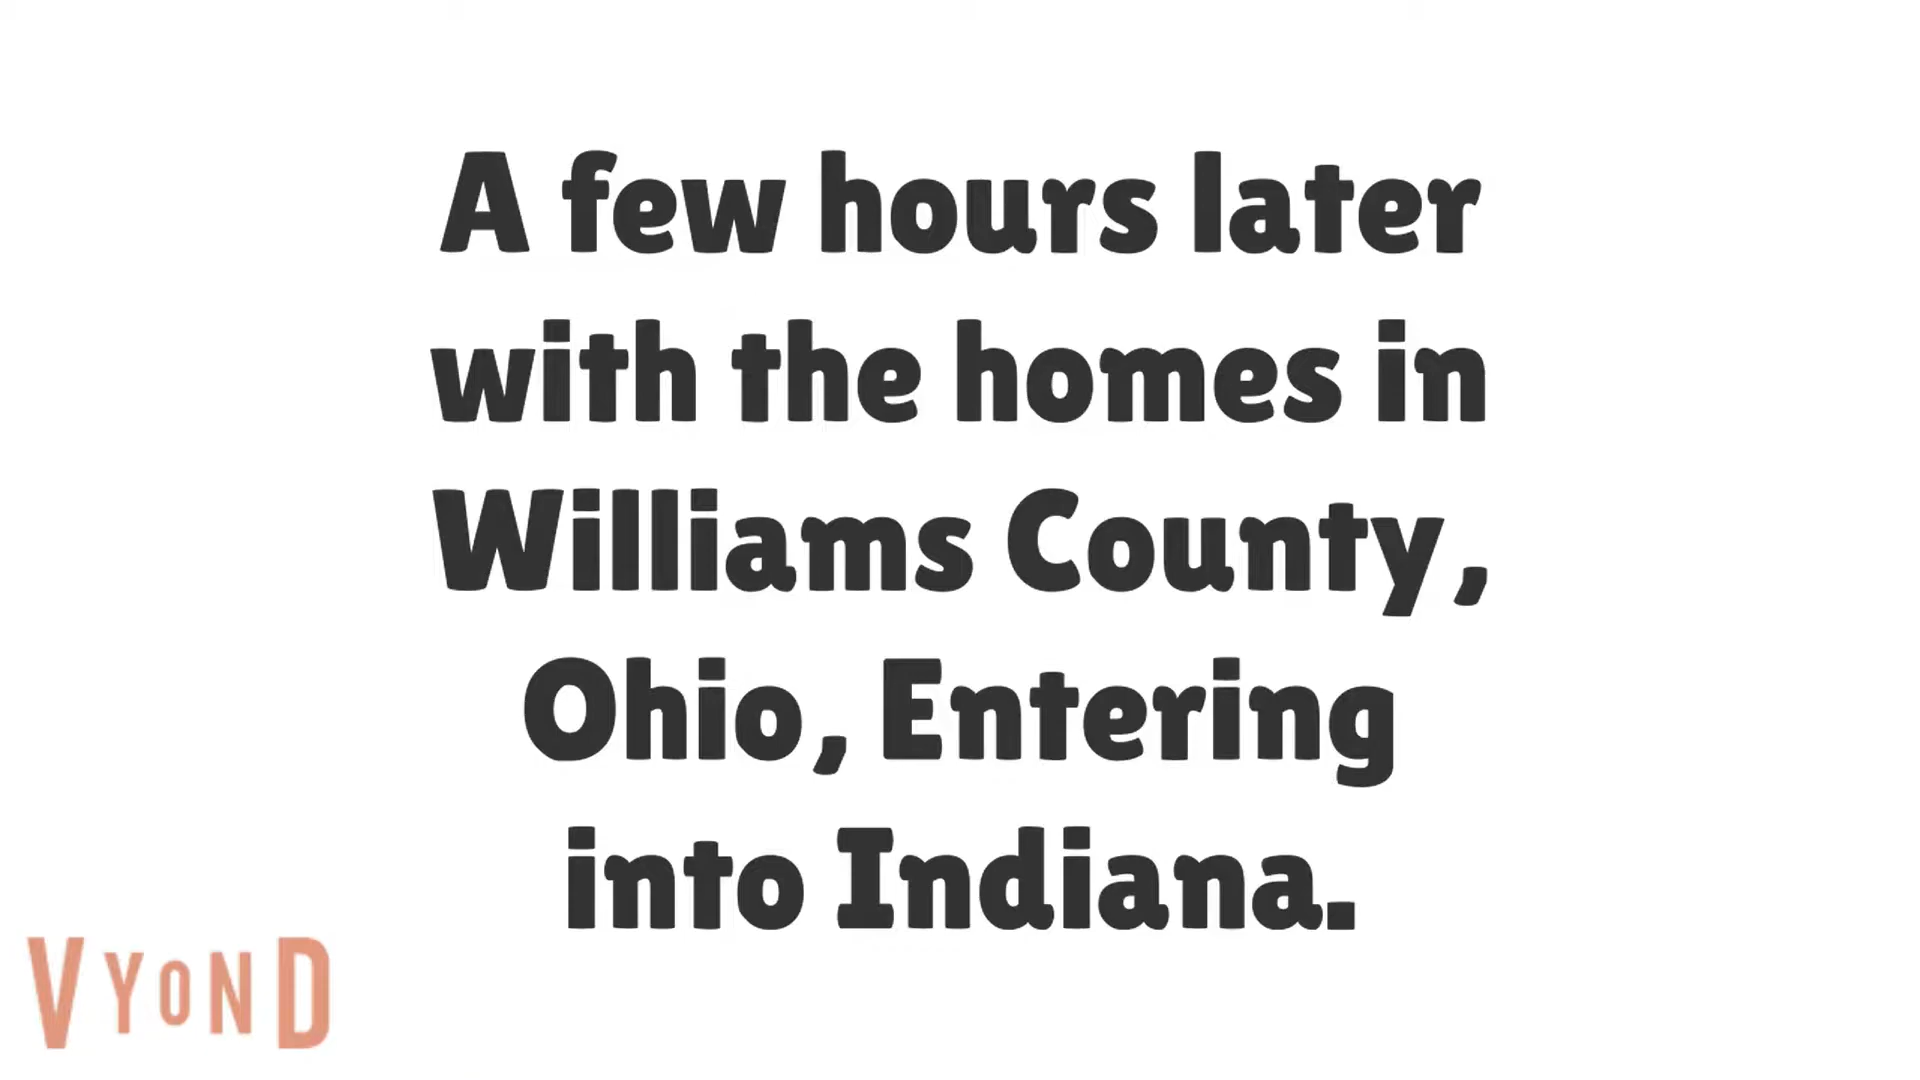 A few hours later
with the homes in
Williams County,
Ohio, Entering
into Indiana.
VYOND